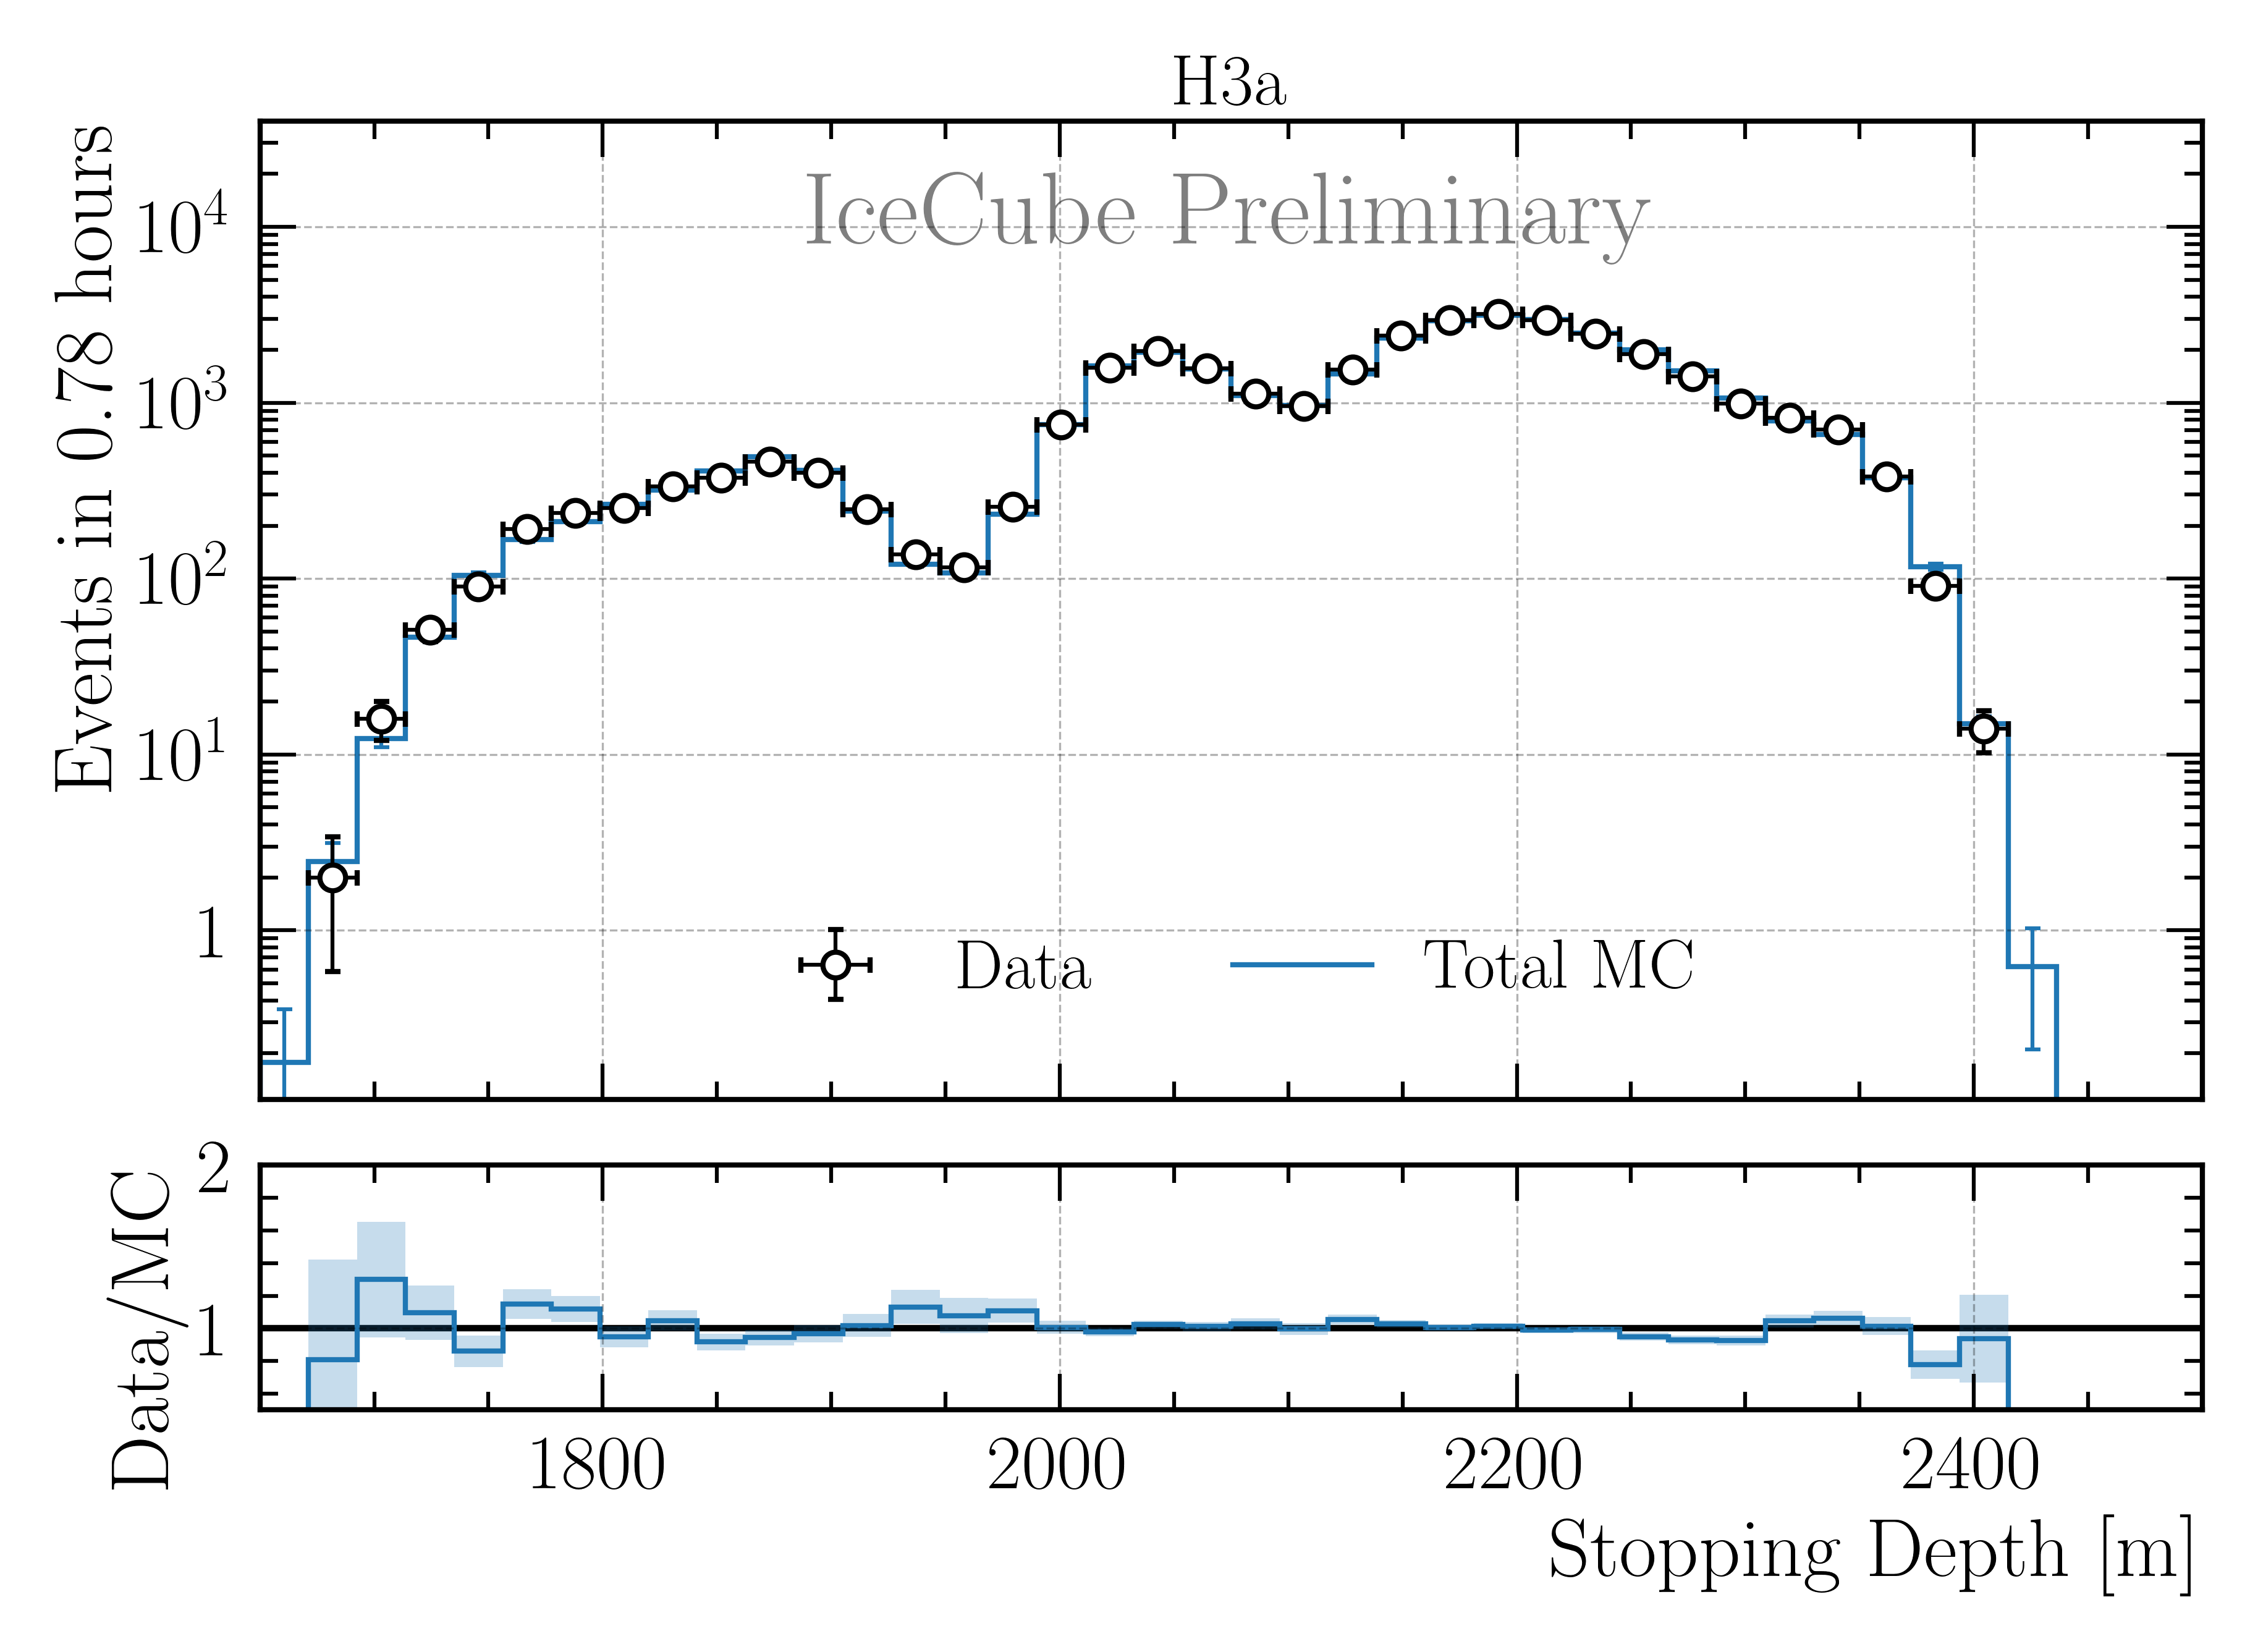 H3a
IceCube Preliminary
Events in 0.78 hours
10^4
10^3
10^2
10^1
1
Data
Total MC
Data/MC
2
1
1800 2000 2200 2400
Stopping Depth [m]